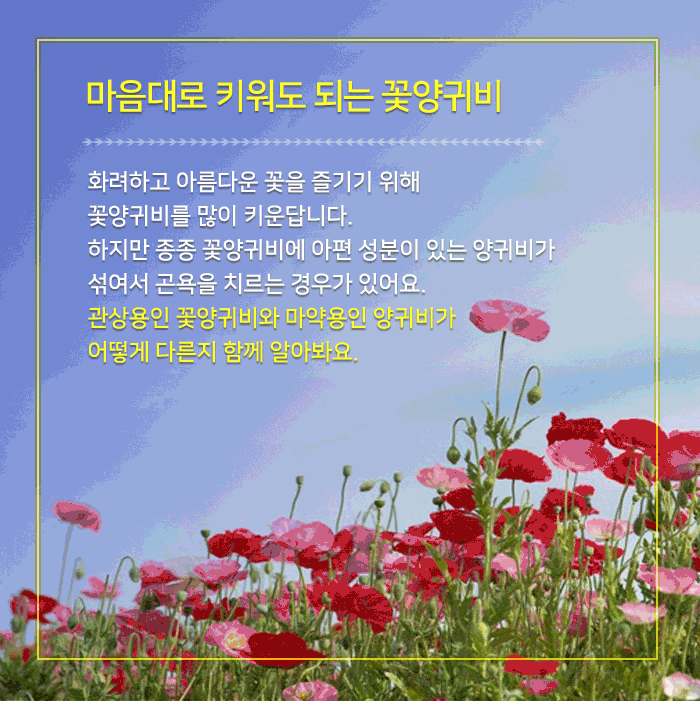 마음대로 키워도 되는 꽃양귀비
화려하고 아름다운 꽃을 즐기기 위해
꽃양귀비를 많이 키운답니다.
하지만 종종 꽃양귀비에 아편 성분이 있는 양귀비가
섞여서 곤욕을 치르는 경우가 있어요.
관상용인 꽃양귀비와 마약용인 양귀비가
어떻게 다른지 함께 알아봐요.